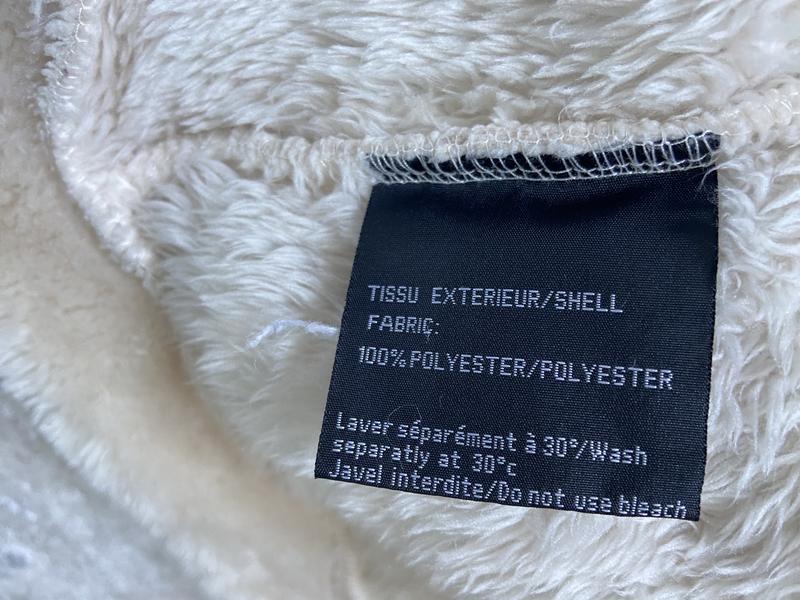 TISSU EXTERIEUR/SHELL
FABRIC:
100%POLYESTER/POLYESTER
Laver séparément à 30°/Wash
separatly at 30°c
Javel interdite/Do not use bleach